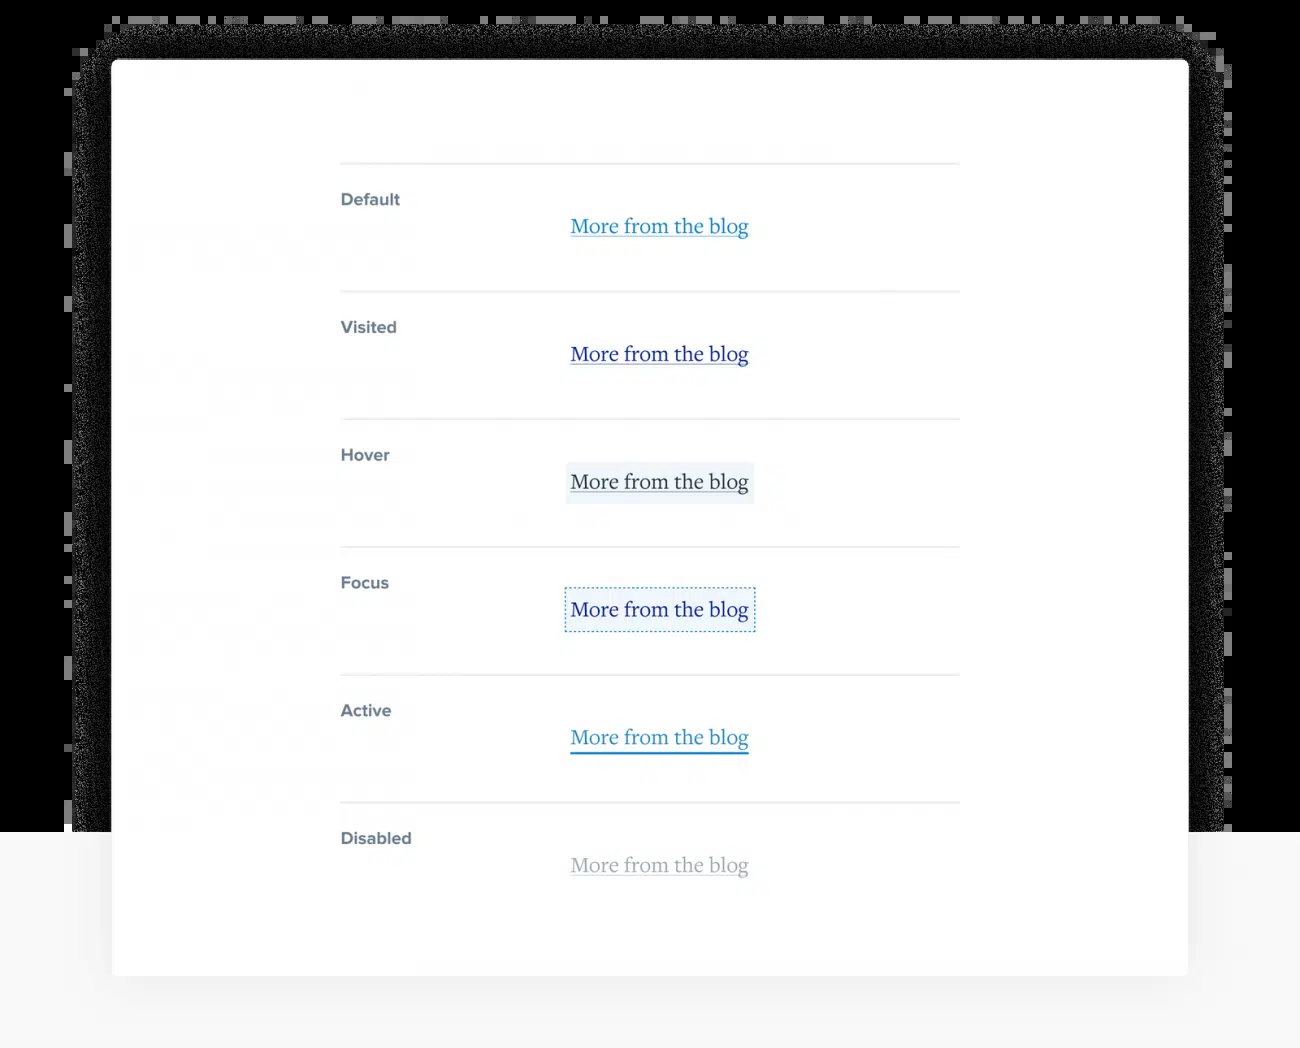 Default
More from the blog
Visited
More from the blog
Hover
More from the blog
Focus
More from the blog
Active
More from the blog
Disabled
More from the blog